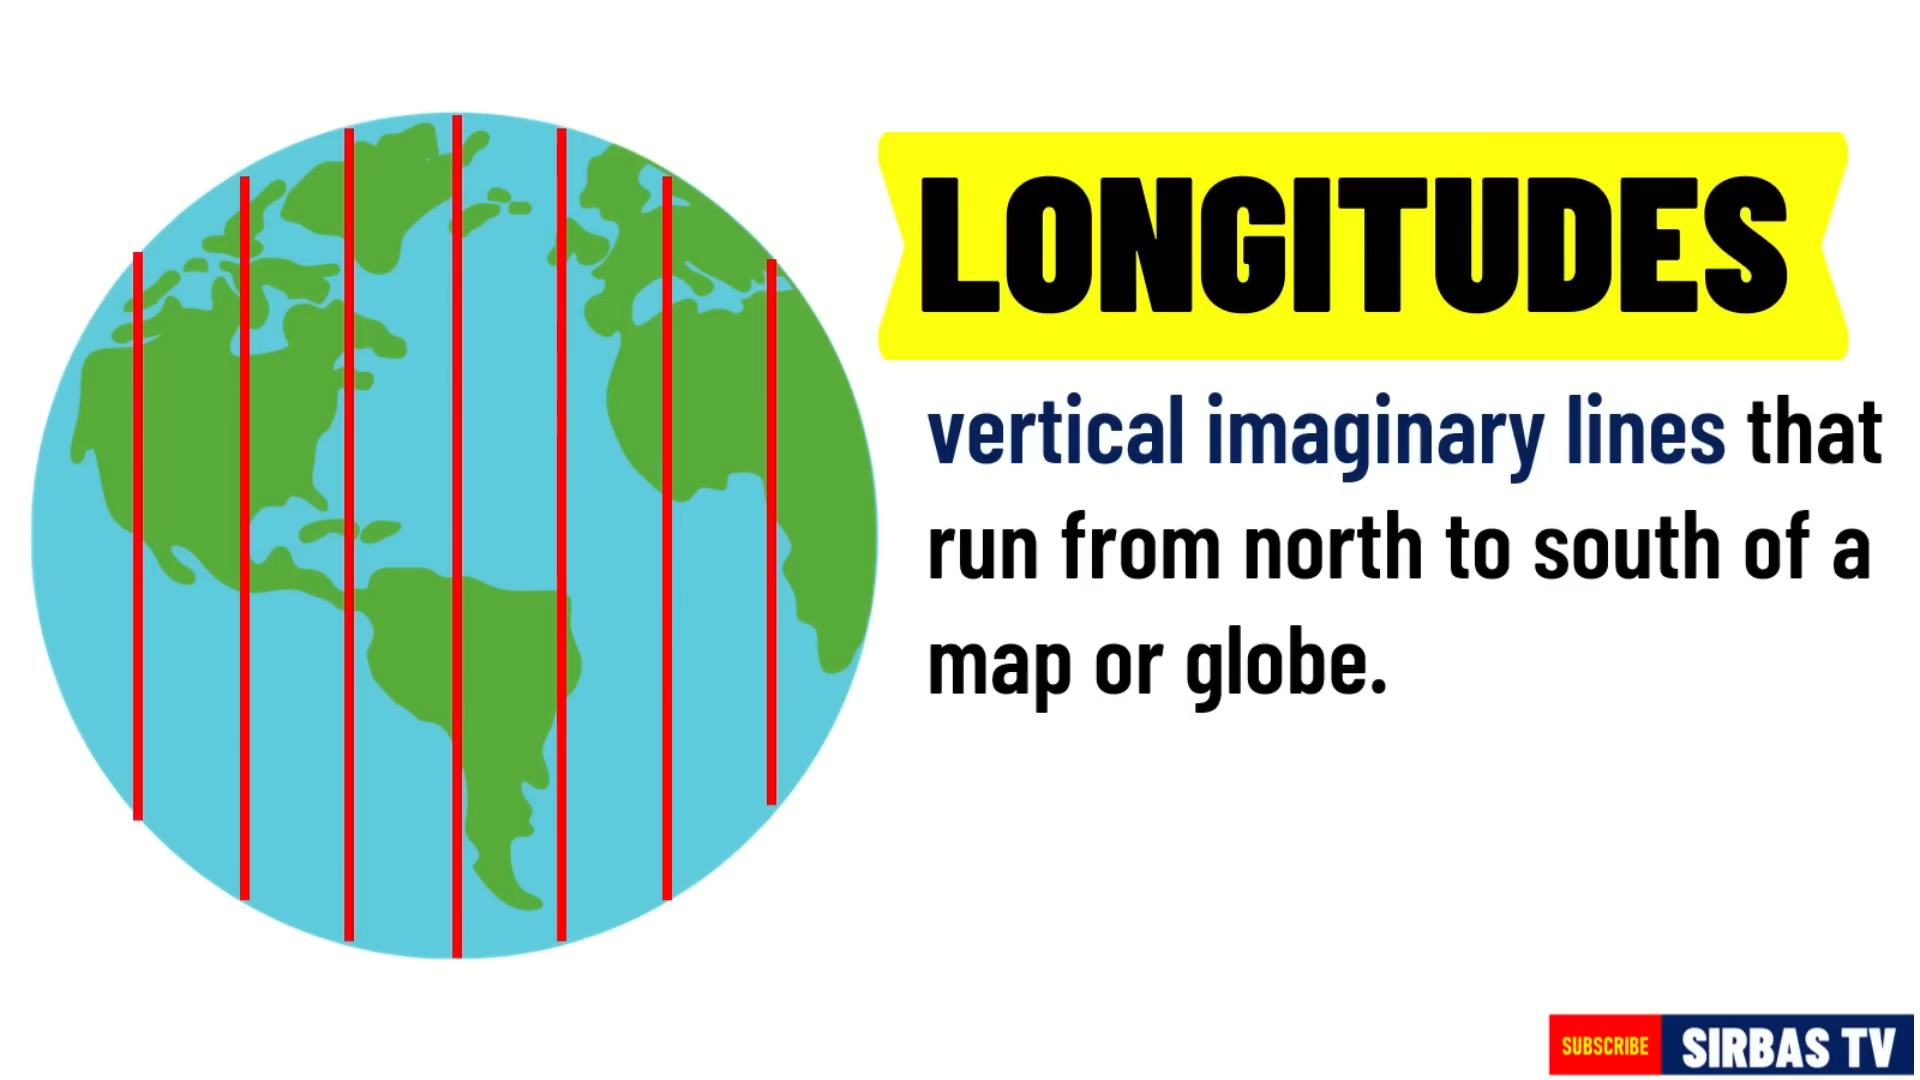 LONGITUDES
vertical imaginary lines that
run from north to south of a
map or globe.
SUBSCRIBE SIRBAS TV